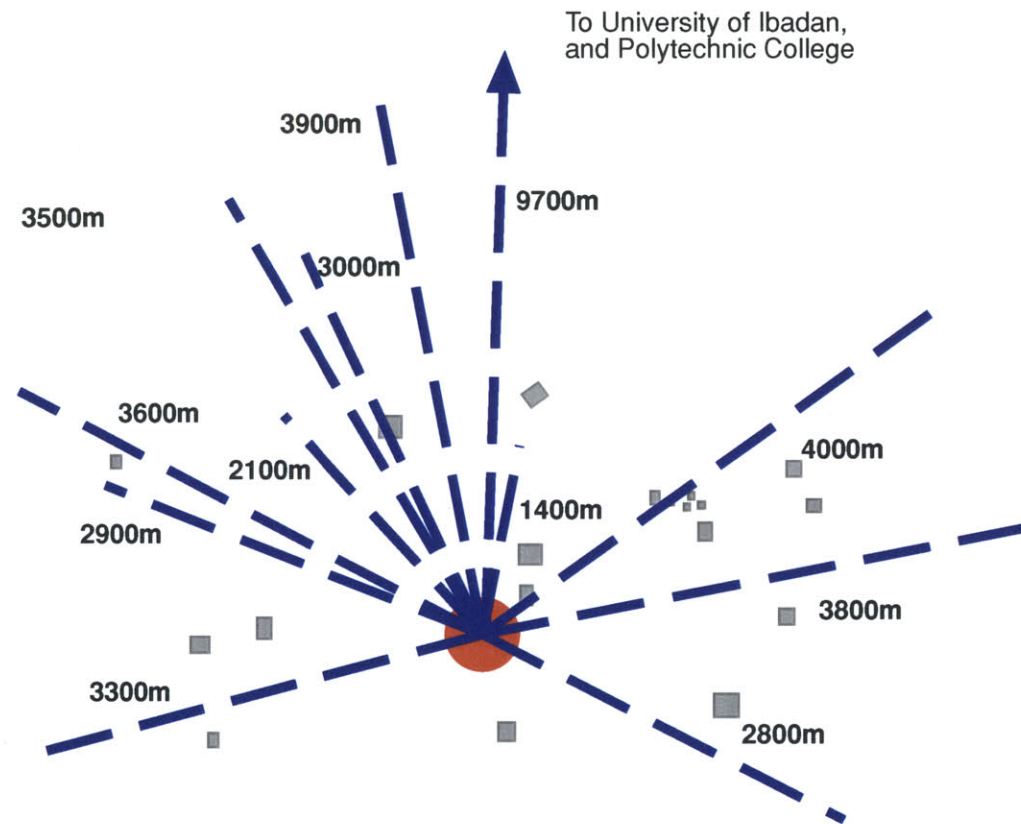 To University of Ibadan,
and Polytechnic College
3900m
9700m
3500m
3000m
3600m
4000m
2100m
1400m
2900m
3800m
3300m
2800m